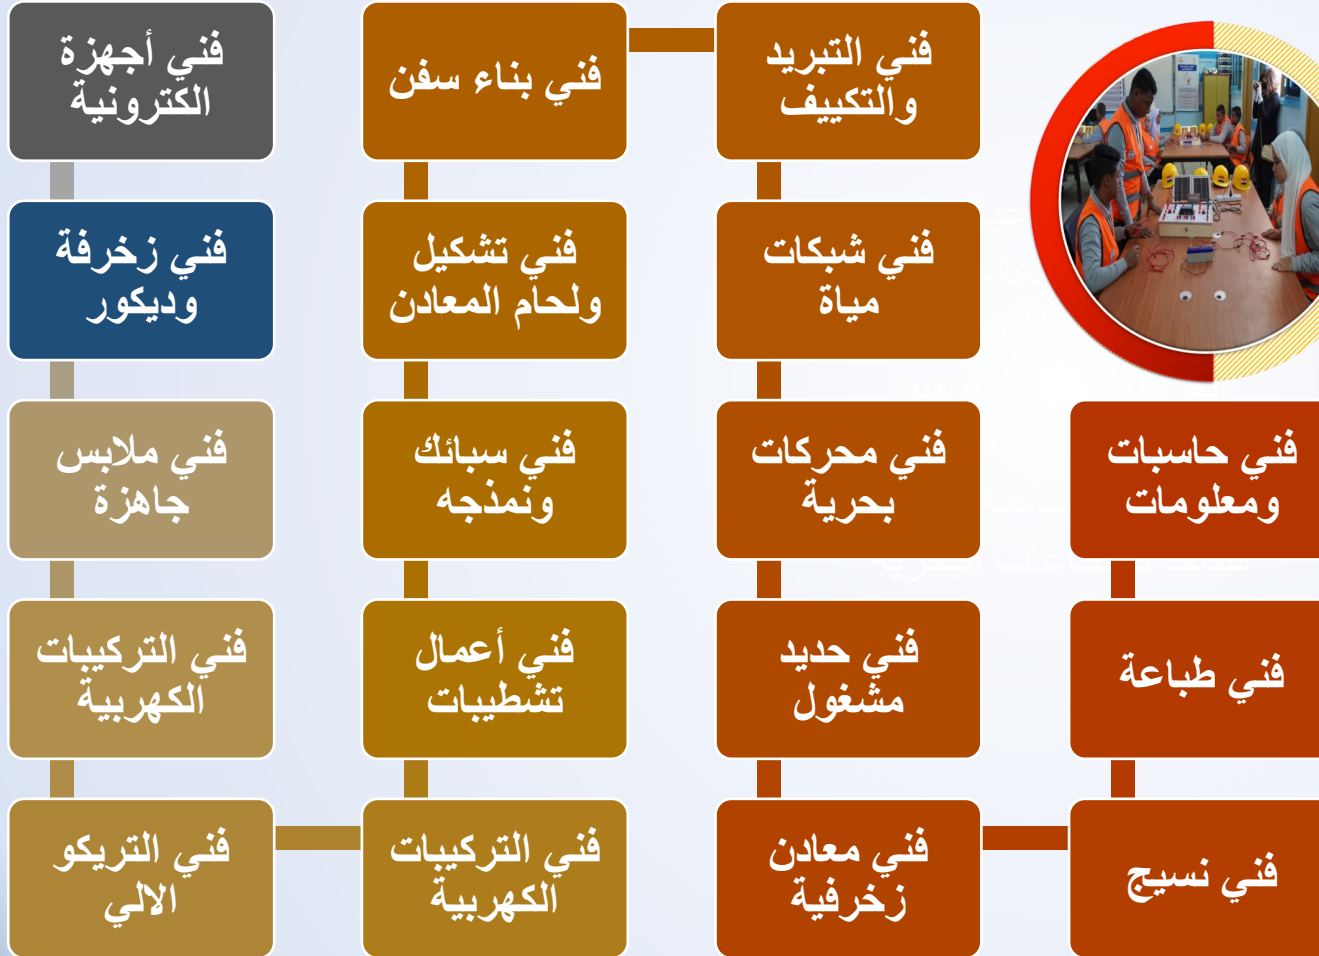 فني أجهزة
الكترونية
فني زخرفة
وديكور
فني ملابس
جاهزة
فني التركيبات
الكهربية
فني التريكو
الالي
فني التركيبات
الكهربية
فني أعمال
تشطيبات
فني سبائك
ونمذجه
فني تشكيل
ولحام المعادن
فني بناء سفن
فني التبريد
والتكييف
فني شبكات
مياة
فني محركات
بحرية
فني حديد
مشغول
فني معادن
زخرفية
فني نسيج
فني طباعة
فني حاسبات
ومعلومات